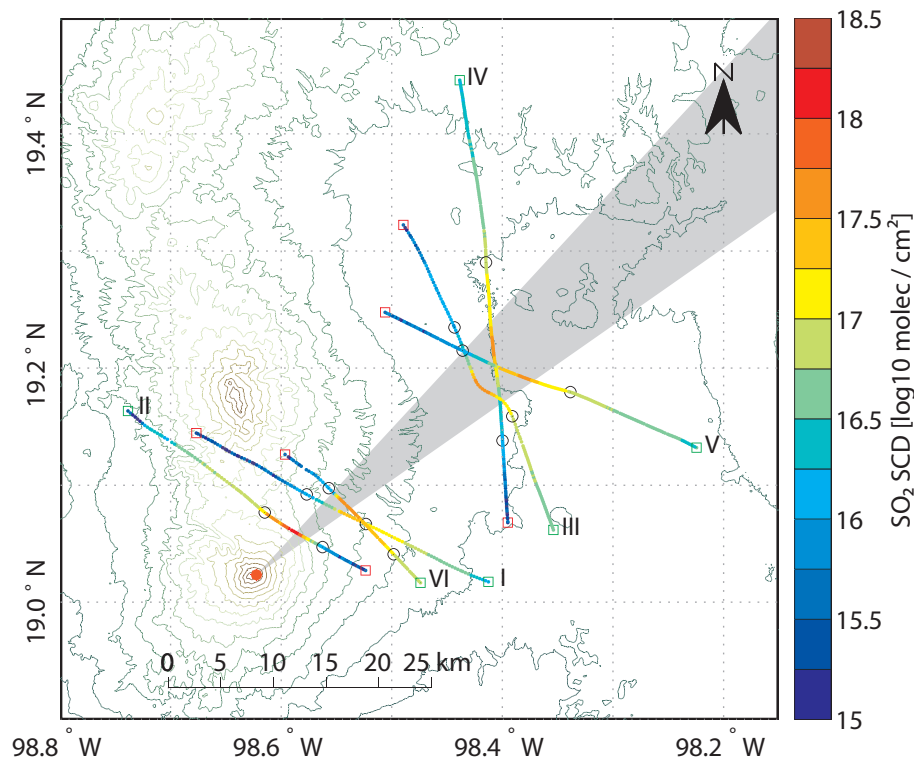 N
IV
II
V
III
I
VI
0 5 10 15 20 25 km
19.4° N
19.2° N
19.0° N
98.8° W
98.6° W
98.4° W
98.2° W
18.5
18
17.5
17
16.5
16
15.5
15
SO₂ SCD [log10 molec / cm²]